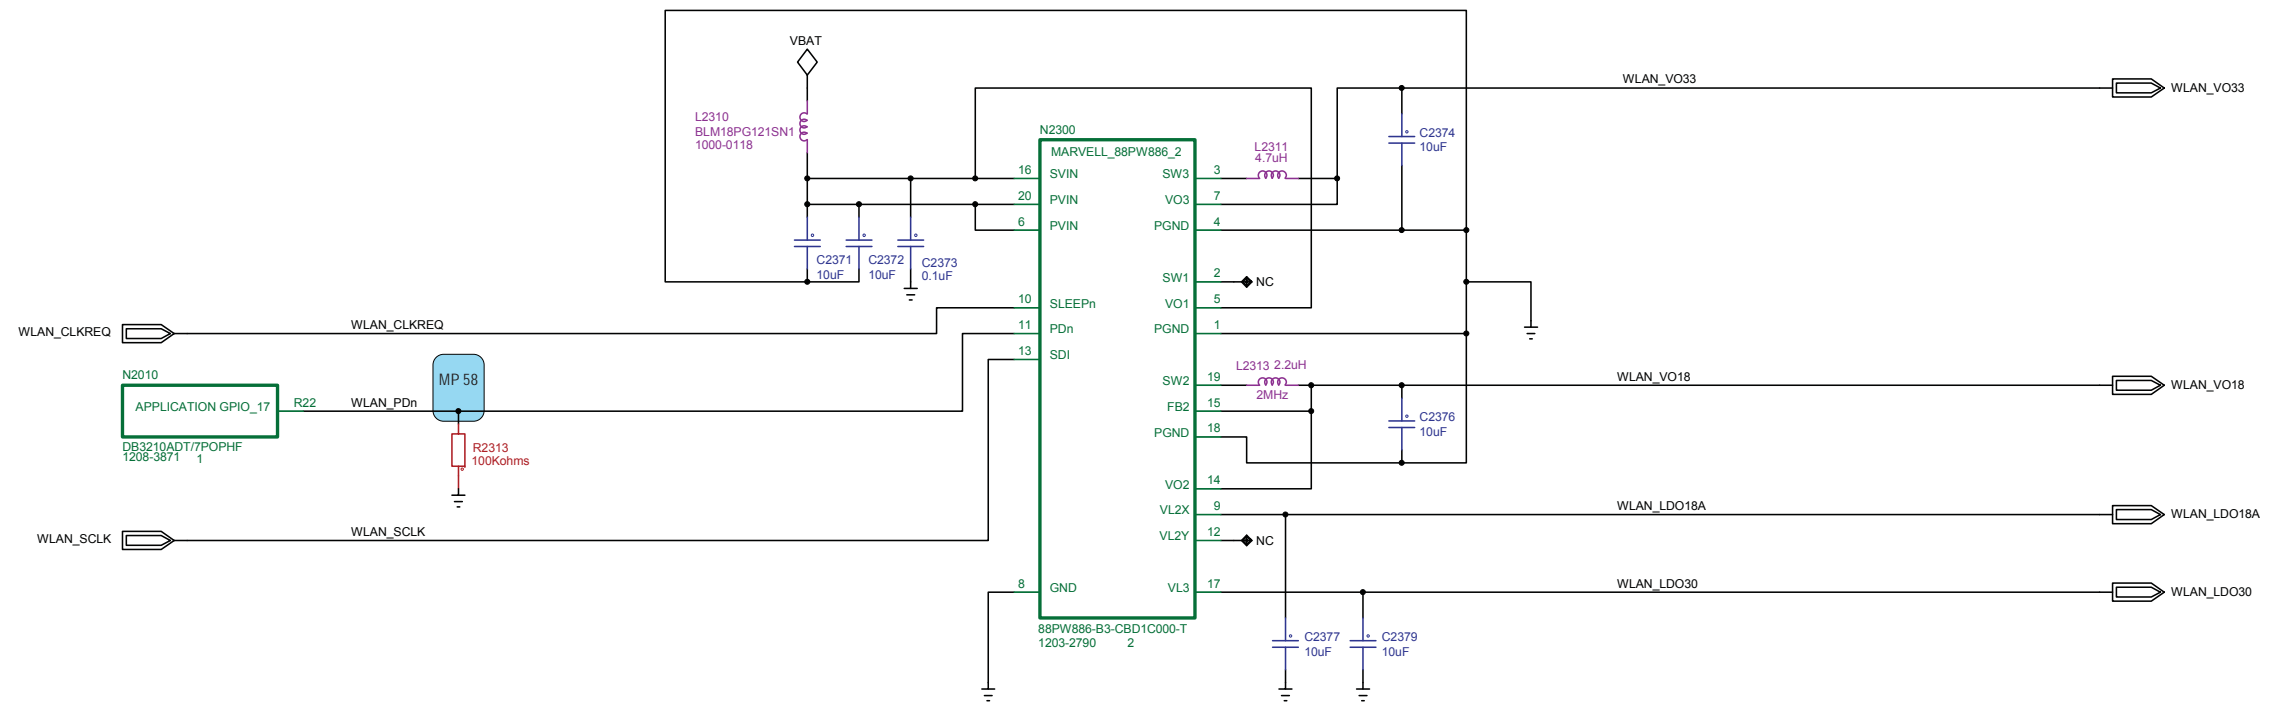 VBAT
WLAN_VO33
WLAN_VO33
L2310
BLM18PG121SN1
1000-0118
N2300
MARVELL_88PW886_2
C2374
10uF
L2311
4.7uH
16 SVIN
SW3 3
20 PVIN
VO3 7
6 PVIN
PGND 4
C2371
10uF
C2372
10uF
C2373
0.1uF
SW1 2
NC
10 SLEEPn
VO1 5
WLAN_CLKREQ
WLAN_CLKREQ
11 PDn
PGND 1
13 SDI
N2010
MP 58
L2313 2.2uH
2MHz
SW2 19
WLAN_VO18
WLAN_VO18
APPLICATION GPIO_17
R22
WLAN_PDn
FB2 15
C2376
10uF
PGND 18
DB3210ADT/7POPHF
1208-3871 1
R2313
100Kohms
VO2 14
VL2X 9
WLAN_LDO18A
WLAN_LDO18A
WLAN_SCLK
WLAN_SCLK
VL2Y 12
NC
8 GND
VL3 17
WLAN_LDO30
WLAN_LDO30
88PW886-B3-CBD1C000-T
1203-2790 2
C2377
10uF
C2379
10uF